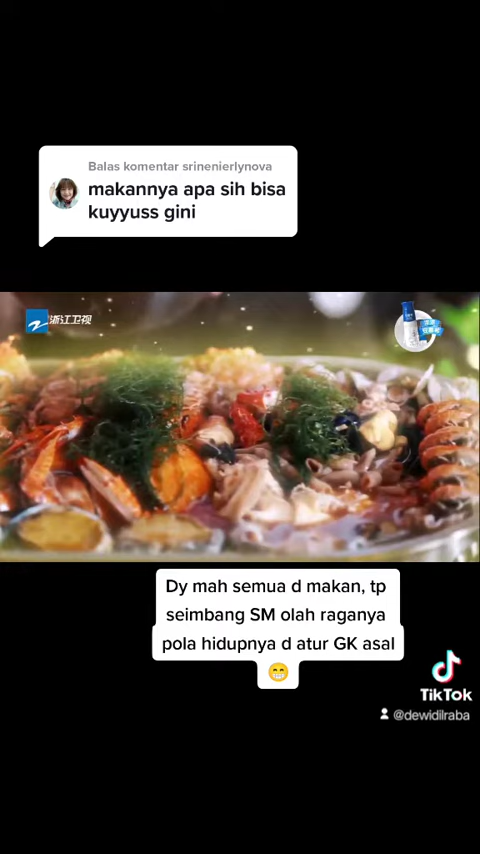 Balas komentar srinenierlynova
makannya apa sih bisa
kuyyuss gini
浙江卫视
Dy mah semua d makan, tp
seimbang SM olah raganya
pola hidupnya d atur GK asal
😁
TikTok
@dewidilraba